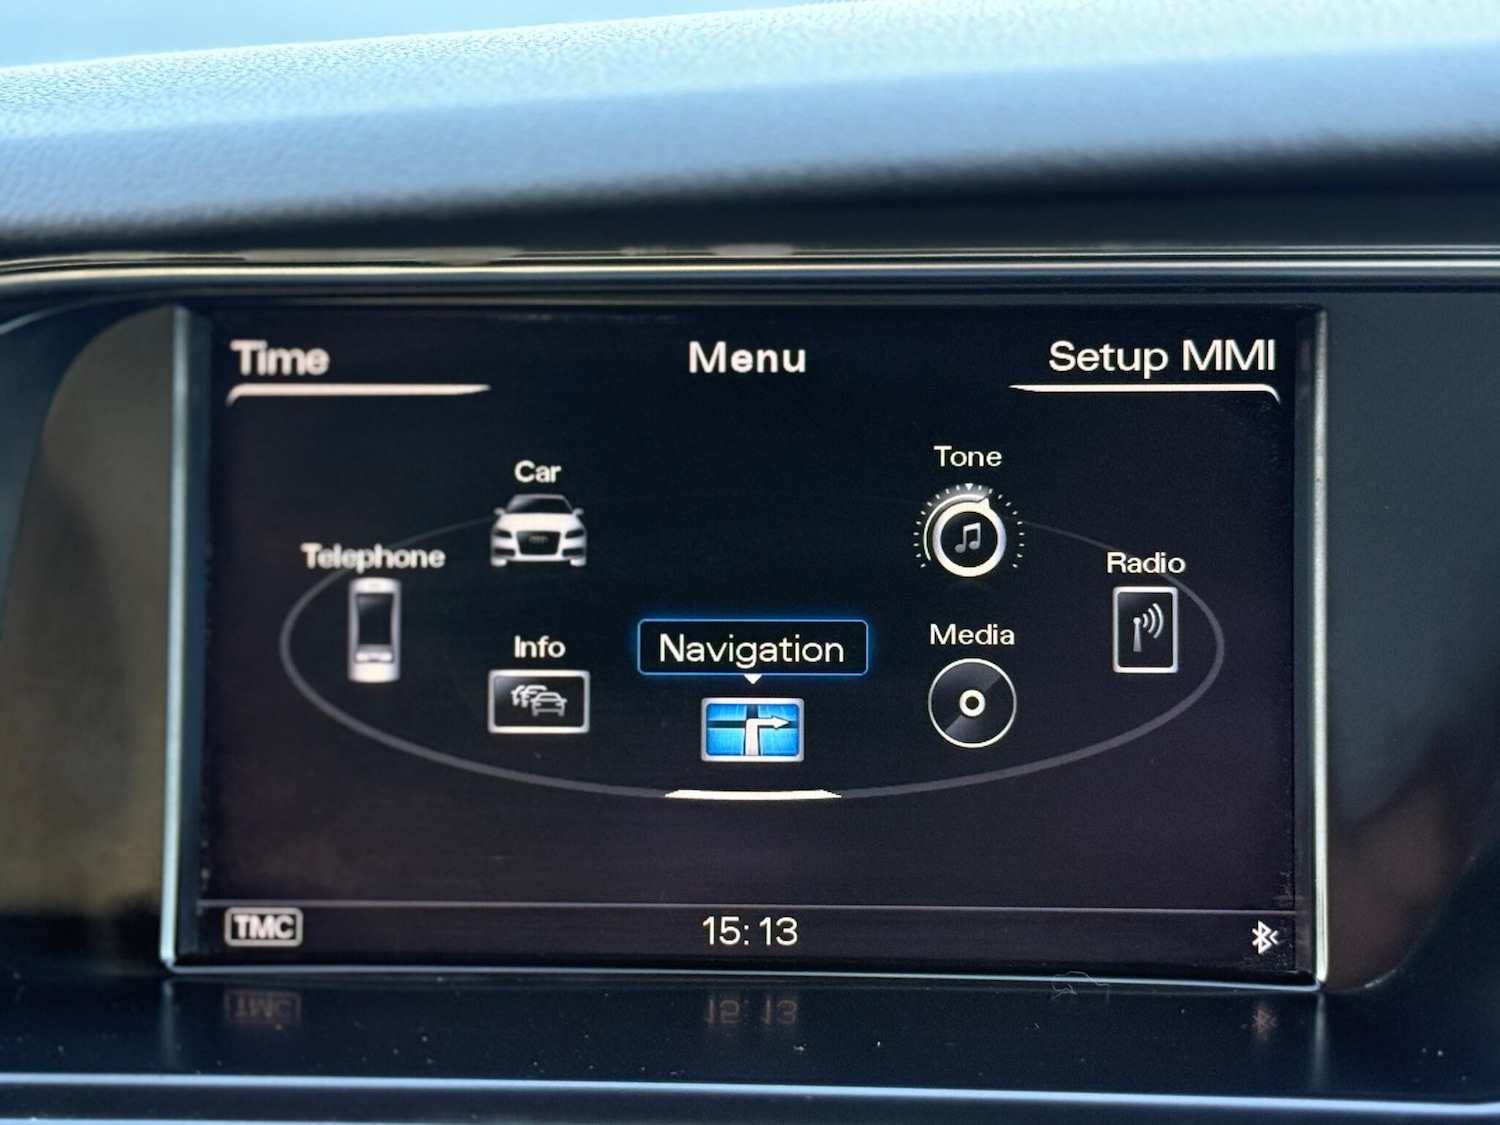 Time
Menu
Setup MMI
Car
Tone
Telephone
Radio
Info
Navigation
Media
TMC
15:13